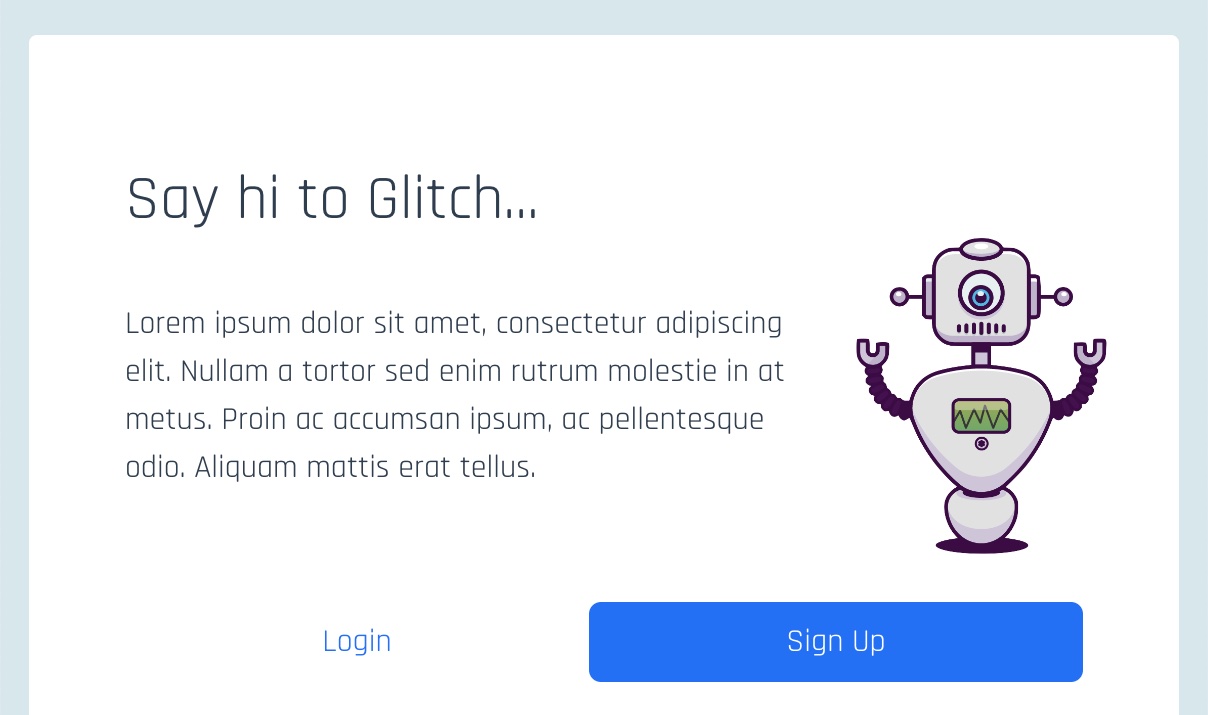 Say hi to Glitch...
Lorem ipsum dolor sit amet, consectetur adipiscing
elit. Nullam a tortor sed enim rutrum molestie in at
metus. Proin ac accumsan ipsum, ac pellentesque
odio. Aliquam mattis erat tellus.
Login
Sign Up